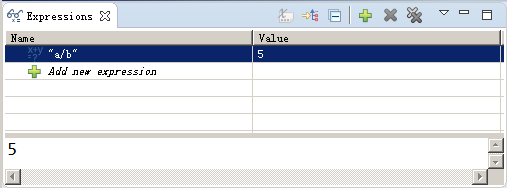 Expressions
Name Value
"a/b" 5
Add new expression
5